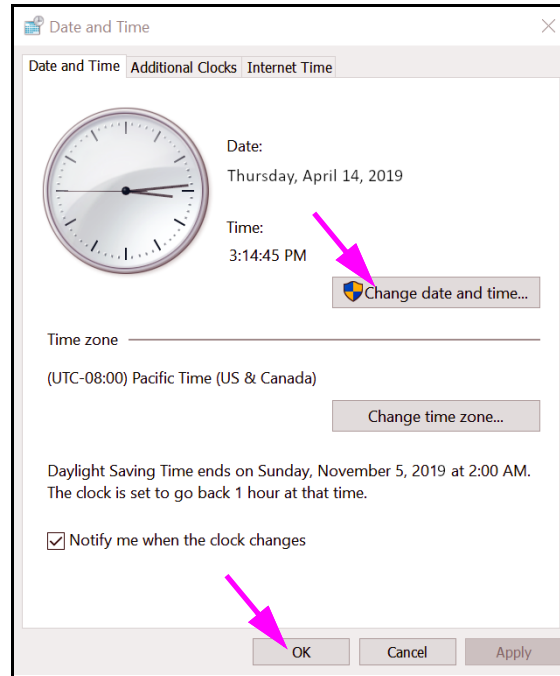 Date and Time
Date and Time Additional Clocks Internet Time
Date:
Thursday, April 14, 2019
Time:
3:14:45 PM
Change date and time...
Time zone
(UTC-08:00) Pacific Time (US & Canada)
Change time zone...
Daylight Saving Time ends on Sunday, November 5, 2019 at 2:00 AM.
The clock is set to go back 1 hour at that time.
Notify me when the clock changes
OK Cancel Apply